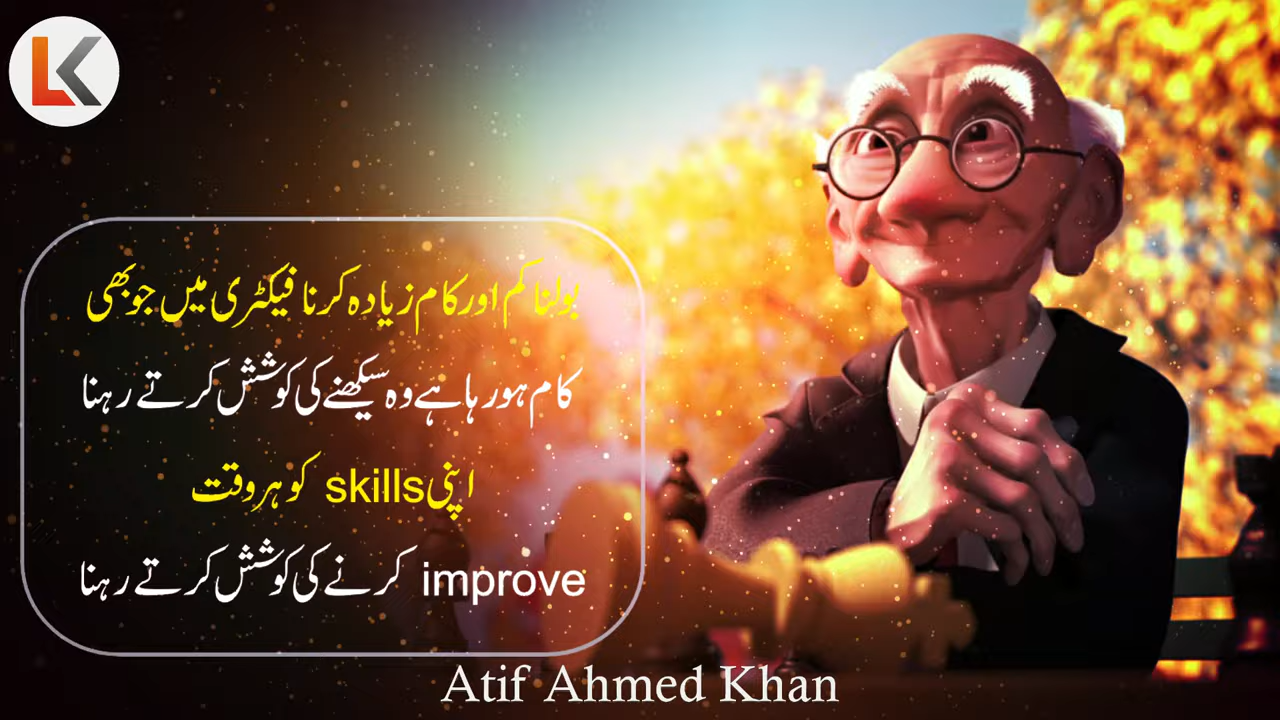 LK
بولنا کم اور کام زیادہ کرنا فیکٹری میں جو بھی
کام ہو رہا ہے وہ سیکھنے کی کوشش کرتے رہنا
اپنی skills کو ہر وقت
improve کرنے کی کوشش کرتے رہنا
Atif Ahmed Khan